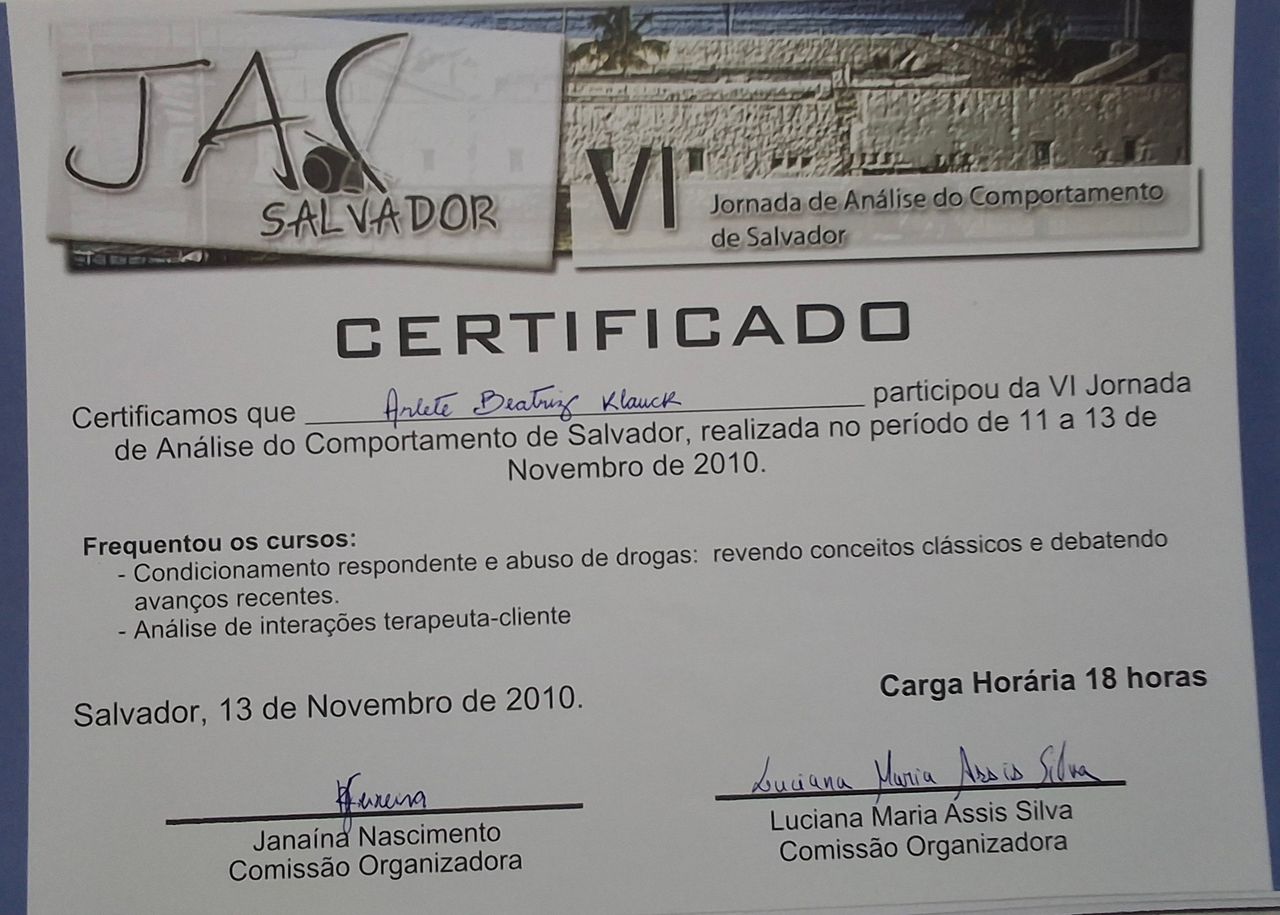 JAC
SALVADOR
VI
Jornada de Análise do Comportamento
de Salvador
CERTIFICADO
Certificamos que Arlete Beatriz Klauck participou da VI Jornada
de Análise do Comportamento de Salvador, realizada no período de 11 a 13 de
Novembro de 2010.
Frequentou os cursos:
- Condicionamento respondente e abuso de drogas: revendo conceitos clássicos e debatendo
avanços recentes.
- Análise de interações terapeuta-cliente
Carga Horária 18 horas
Salvador, 13 de Novembro de 2010.
Luciana Maria Assis Silva
Janaína Nascimento
Comissão Organizadora
Luciana Maria Assis Silva
Comissão Organizadora